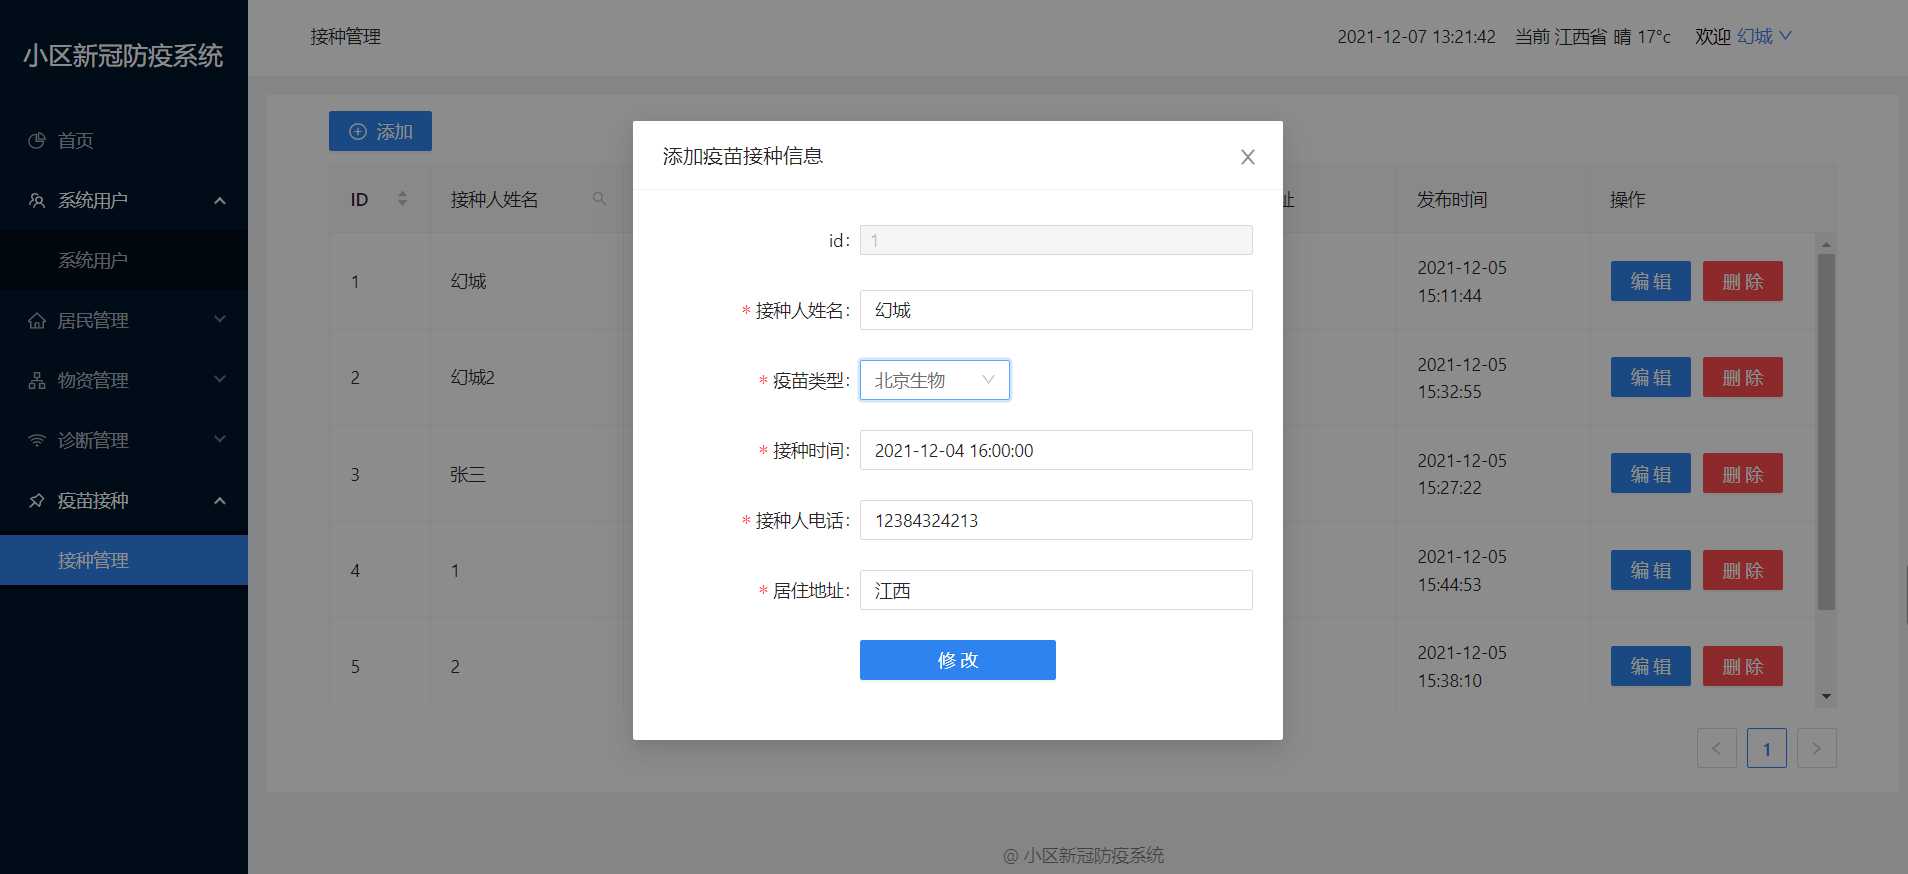 小区新冠防疫系统
首页
系统用户
系统用户
居民管理
物资管理
诊断管理
疫苗接种
接种管理
接种管理
2021-12-07 13:21:42 当前 江西省 晴 17°c 欢迎 幻城
添加
ID 接种人姓名 址 发布时间 操作
1 幻城 2021-12-05 15:11:44 编辑 删除
2 幻城2 2021-12-05 15:32:55 编辑 删除
3 张三 2021-12-05 15:27:22 编辑 删除
4 1 2021-12-05 15:44:53 编辑 删除
5 2 2021-12-05 15:38:10 编辑 删除
添加疫苗接种信息
id: 1
* 接种人姓名: 幻城
* 疫苗类型: 北京生物
* 接种时间: 2021-12-04 16:00:00
* 接种人电话: 12384324213
* 居住地址: 江西
修改
< 1 >
@ 小区新冠防疫系统